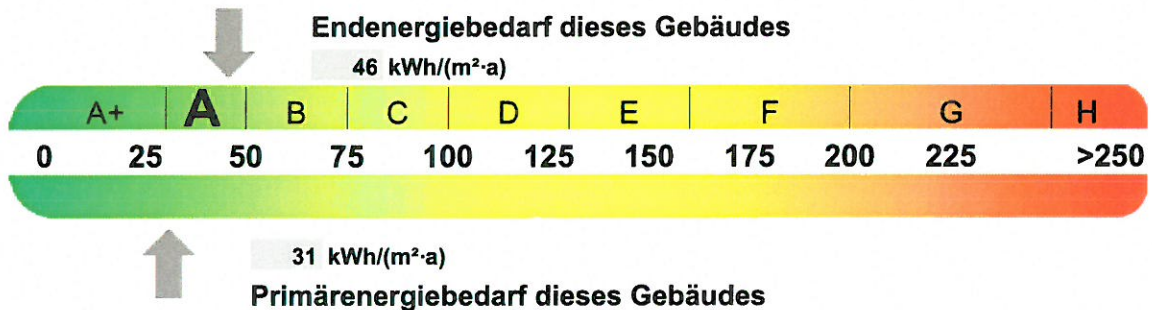 Endenergiebedarf dieses Gebäudes
46 kWh/(m²·a)
A+ A B C D E F G H
0 25 50 75 100 125 150 175 200 225 >250
31 kWh/(m²·a)
Primärenergiebedarf dieses Gebäudes